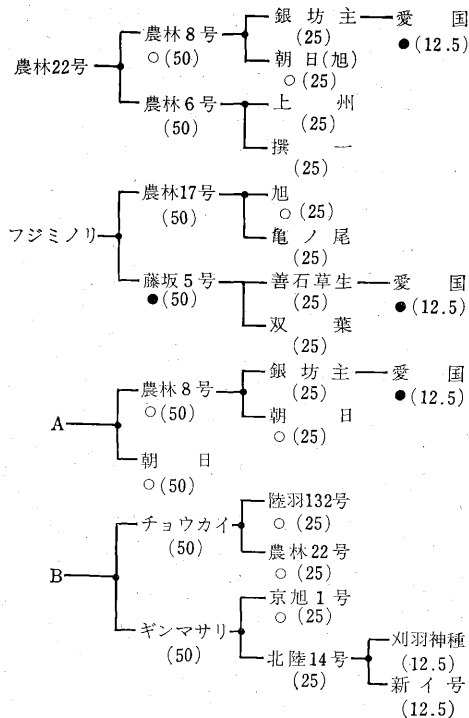 銀坊主 愛国
農林8号 (25) ●(12.5)
○(50) 朝日(旭)
農林22号 ○(25)
農林6号 上州
(50) (25)
撰一
(25)
農林17号 旭
(50) ○(25)
フジミノリ 亀ノ尾
(25)
藤坂5号 善石草生 愛国
●(50) (25) ●(12.5)
双葉
(25)
銀坊主 愛国
農林8号 (25) ●(12.5)
○(50) 朝日
A ○(25)
朝日
○(50)
陸羽132号
チョウカイ ○(25)
(50) 農林22号
○(25)
B 京旭1号
○(25)
ギンマサリ 刈羽神種
(50) 北陸14号 (12.5)
(25) 新イ号
(12.5)